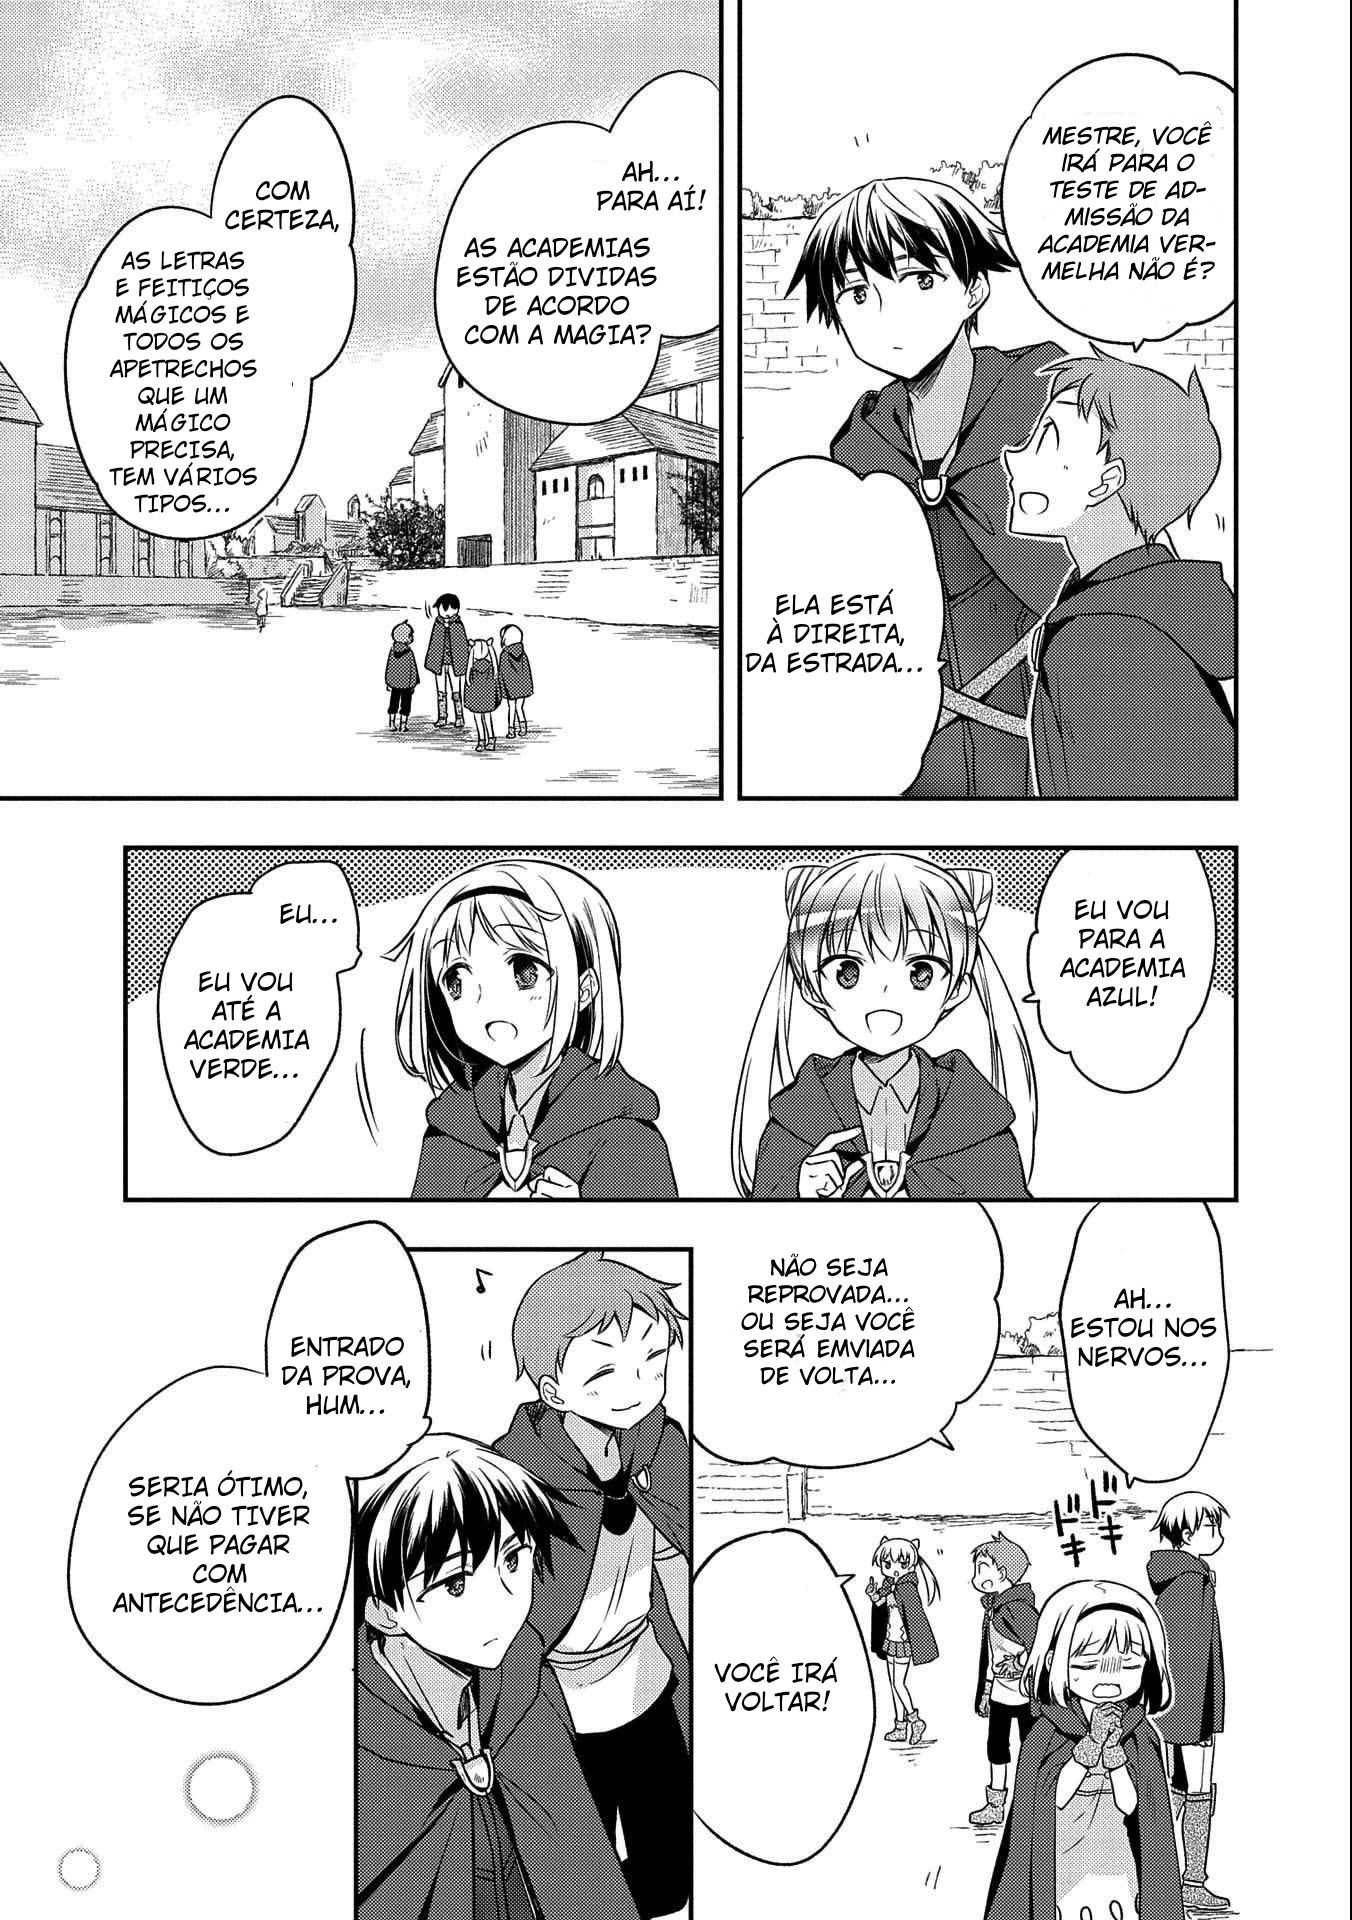 MESTRE, VOCÊ
IRÁ PARA O
TESTE DE AD-
MISSÃO DA
ACADEMIA VER-
MELHA NÃO É?
ELA ESTÁ
À DIREITA,
DA ESTRADA...
AH...
PARA AÍ!
AS ACADEMIAS
ESTÃO DIVIDAS
DE ACORDO
COM A MAGIA?
COM
CERTEZA,
AS LETRAS
E FEITIÇOS
MÁGICOS E
TODOS OS
APETRECHOS
QUE UM
MÁGICO
PRECISA,
TEM VÁRIOS
TIPOS...
EU VOU
PARA A
ACADEMIA
AZUL!
EU...
EU VOU
ATÉ A
ACADEMIA
VERDE...
AH...
ESTOU NOS
NERVOS...
NÃO SEJA
REPROVADA...
OU SEJA VOCÊ
SERÁ EMVIADA
DE VOLTA...
ドキ
ドキ
VOCÊ IRÁ
VOLTAR!
ENTRADO
DA PROVA,
HUM...
SERIA ÓTIMO,
SE NÃO TIVER
QUE PAGAR
COM
ANTECEDÊNCIA...